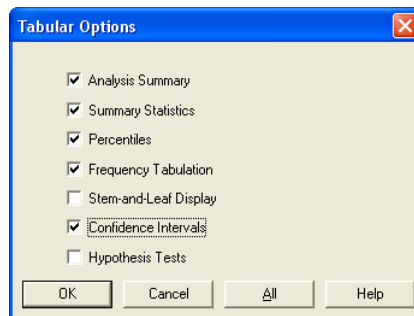 Tabular Options
Analysis Summary
Summary Statistics
Percentiles
Frequency Tabulation
Stem-and-Leaf Display
Confidence Intervals
Hypothesis Tests
OK Cancel All Help